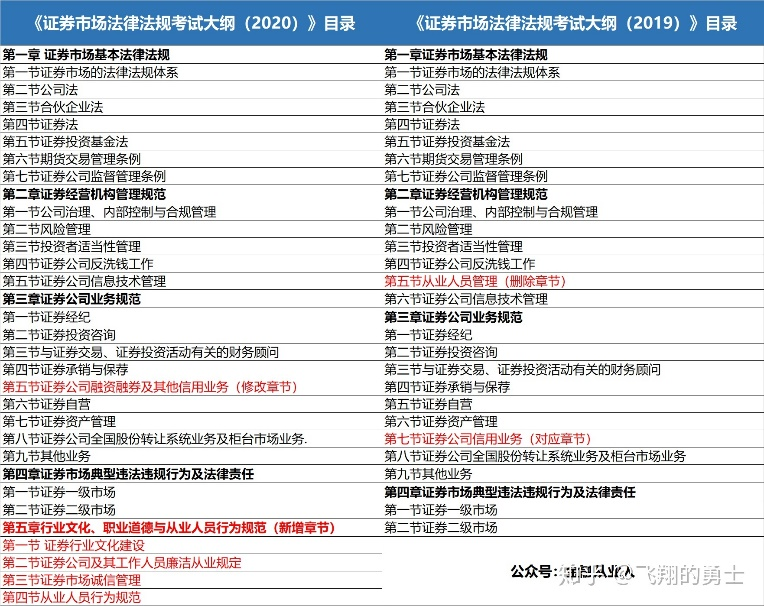 《证券市场法律法规考试大纲（2020）》目录
第一章 证券市场基本法律法规
第一节证券市场的法律法规体系
第二节公司法
第三节合伙企业法
第四节证券法
第五节证券投资基金法
第六节期货交易管理条例
第七节证券公司监督管理条例
第二章证券经营机构管理规范
第一节公司治理、内部控制与合规管理
第二节风险管理
第三节投资者适当性管理
第四节证券公司反洗钱工作
第五节证券公司信息技术管理
第三章证券公司业务规范
第一节证券经纪
第二节证券投资咨询
第三节与证券交易、证券投资活动有关的财务顾问
第四节证券承销与保荐
第五节证券公司融资融券及其他信用业务（修改章节）
第六节证券自营
第七节证券资产管理
第八节证券公司全国股份转让系统业务及柜台市场业务.
第九节其他业务
第四章证券市场典型违法违规行为及法律责任
第一节证券一级市场
第二节证券二级市场
第五章行业文化、职业道德与从业人员行为规范（新增章节）
第一节 证券行业文化建设
第二节证券公司及其工作人员廉洁从业规定
第三节证券市场诚信管理
第四节从业人员行为规范
《证券市场法律法规考试大纲（2019）》目录
第一章证券市场基本法律法规
第一节证券市场的法律法规体系
第二节公司法
第三节合伙企业法
第四节证券法
第五节证券投资基金法
第六节期货交易管理条例
第七节证券公司监督管理条例
第二章证券经营机构管理规范
第一节公司治理、内部控制与合规管理
第二节风险管理
第三节投资者适当性管理
第四节证券公司反洗钱工作
第五节从业人员管理（删除章节）
第六节证券公司信息技术管理
第三章证券公司业务规范
第一节证券经纪
第二节证券投资咨询
第三节与证券交易、证券投资活动有关的财务顾问
第四节证券承销与保荐
第五节证券自营
第六节证券资产管理
第七节证券公司信用业务（对应章节）
第八节证券公司全国股份转让系统业务及柜台市场业务
第九节其他业务
第四章证券市场典型违法违规行为及法律责任
第一节证券一级市场
第二节证券二级市场
公众号：
知乎 @飞翔的勇士